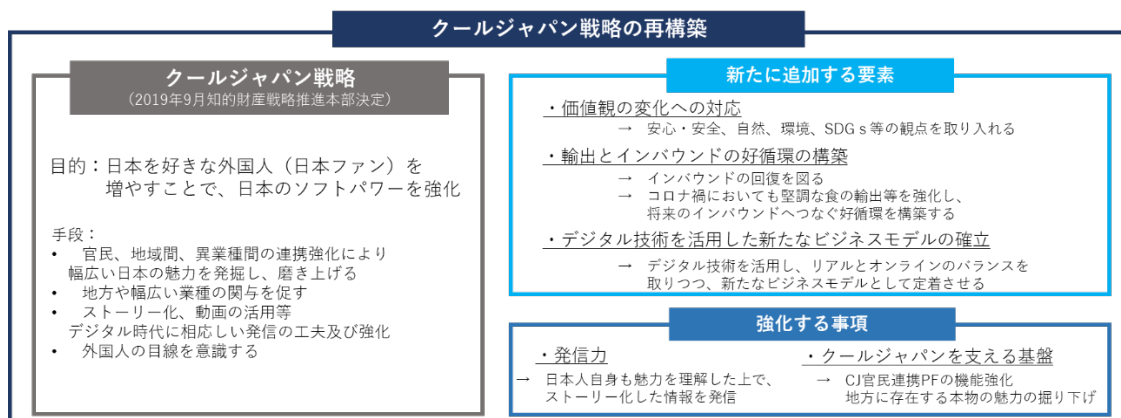 クールジャパン戦略の再構築
クールジャパン戦略
(2019年9月知的財産戦略推進本部決定)
目的：日本を好きな外国人（日本ファン）を
増やすことで、日本のソフトパワーを強化
手段：
• 官民、地域間、異業種間の連携強化により
幅広い日本の魅力を発掘し、磨き上げる
• 地方や幅広い業種の関与を促す
• ストーリー化、動画の活用等
デジタル時代に相応しい発信の工夫及び強化
• 外国人の目線を意識する
新たに追加する要素
・価値観の変化への対応
→ 安心・安全、自然、環境、SDGｓ等の観点を取り入れる
・輸出とインバウンドの好循環の構築
→ インバウンドの回復を図る
→ コロナ禍においても堅調な食の輸出等を強化し、
将来のインバウンドへつなぐ好循環を構築する
・デジタル技術を活用した新たなビジネスモデルの確立
→ デジタル技術を活用し、リアルとオンラインのバランスを
取りつつ、新たなビジネスモデルとして定着させる
強化する事項
・発信力
→ 日本人自身も魅力を理解した上で、
ストーリー化した情報を発信
・クールジャパンを支える基盤
→ CJ官民連携PFの機能強化
地方に存在する本物の魅力の掘り下げ